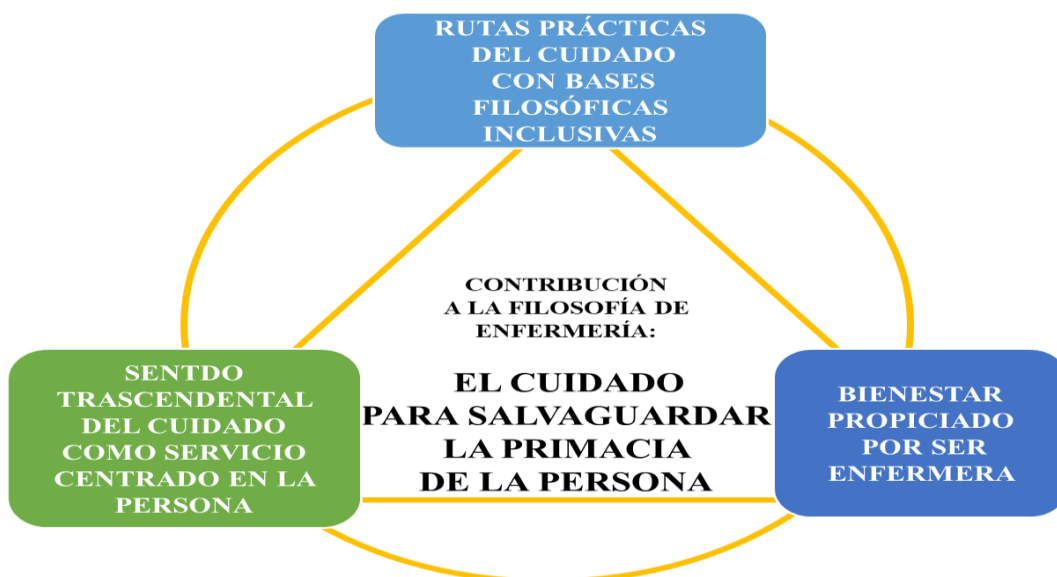 RUTAS PRÁCTICAS
DEL CUIDADO
CON BASES
FILOSÓFICAS
INCLUSIVAS
CONTRIBUCIÓN
A LA FILOSOFÍA DE
ENFERMERÍA:
EL CUIDADO
PARA SALVAGUARDAR
LA PRIMACIA
DE LA PERSONA
SENTDO
TRASCENDENTAL
DEL CUIDADO
COMO SERVICIO
CENTRADO EN LA
PERSONA
BIENESTAR
PROPICIADO
POR SER
ENFERMERA